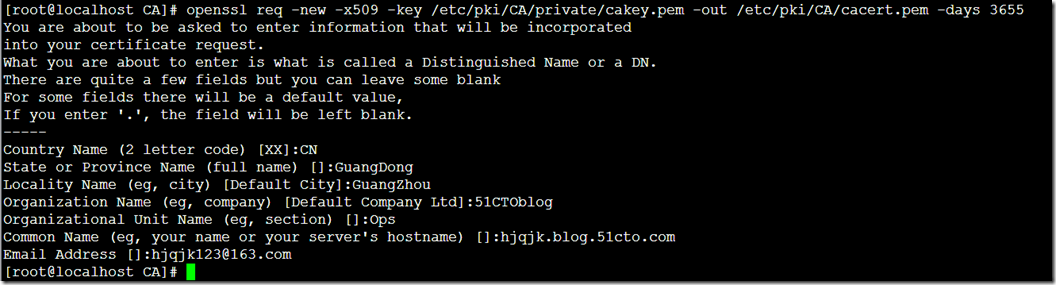 [root@localhost CA]# openssl req -new -x509 -key /etc/pki/CA/private/cakey.pem -out /etc/pki/CA/cacert.pem -days 3655
You are about to be asked to enter information that will be incorporated
into your certificate request.
What you are about to enter is what is called a Distinguished Name or a DN.
There are quite a few fields but you can leave some blank
For some fields there will be a default value,
If you enter '.', the field will be left blank.
-----
Country Name (2 letter code) [XX]:CN
State or Province Name (full name) []:GuangDong
Locality Name (eg, city) [Default City]:GuangZhou
Organization Name (eg, company) [Default Company Ltd]:51CTOblog
Organizational Unit Name (eg, section) []:Ops
Common Name (eg, your name or your server's hostname) []:hjqjk.blog.51cto.com
Email Address []:hjqjk123@163.com
[root@localhost CA]#